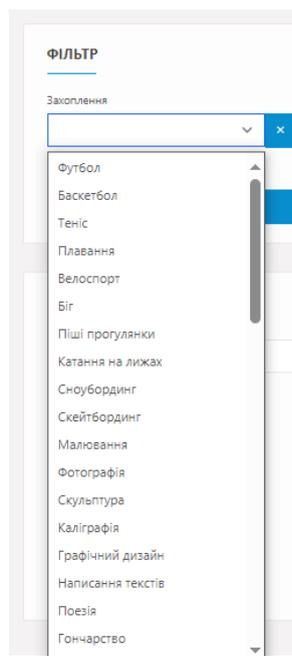 ФІЛЬТР
Захоплення
Футбол
Баскетбол
Теніс
Плавання
Велоспорт
Біг
Піші прогулянки
Катання на лижах
Сноубординг
Скейтбординг
Малювання
Фотографія
Скульптура
Каліграфія
Графічний дизайн
Написання текстів
Поезія
Гончарство